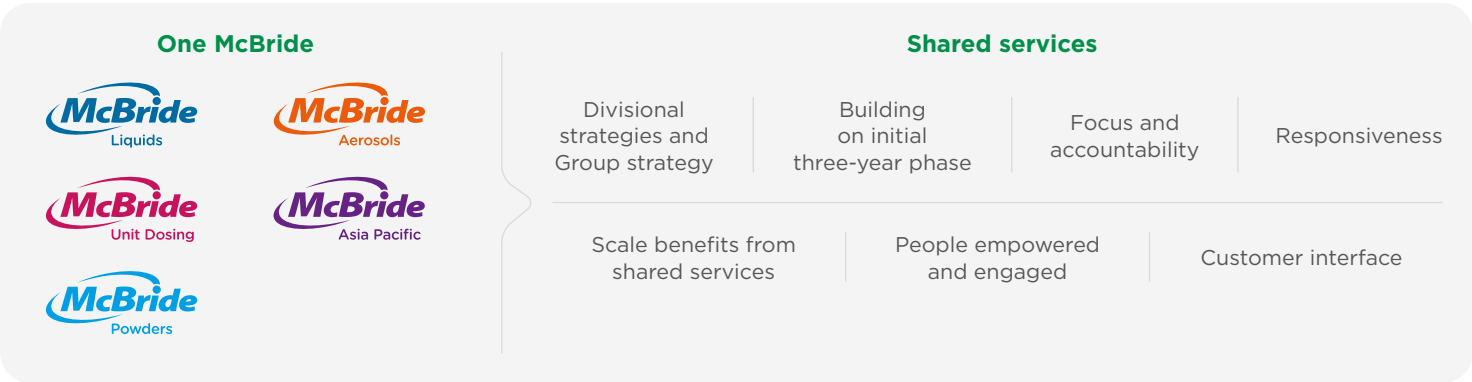 One McBride
McBride
Liquids
McBride
Aerosols
McBride
Unit Dosing
McBride
Asia Pacific
McBride
Powders
Shared services
Divisional
strategies and
Group strategy
Building
on initial
three-year phase
Focus and
accountability
Responsiveness
Scale benefits from
shared services
People empowered
and engaged
Customer interface